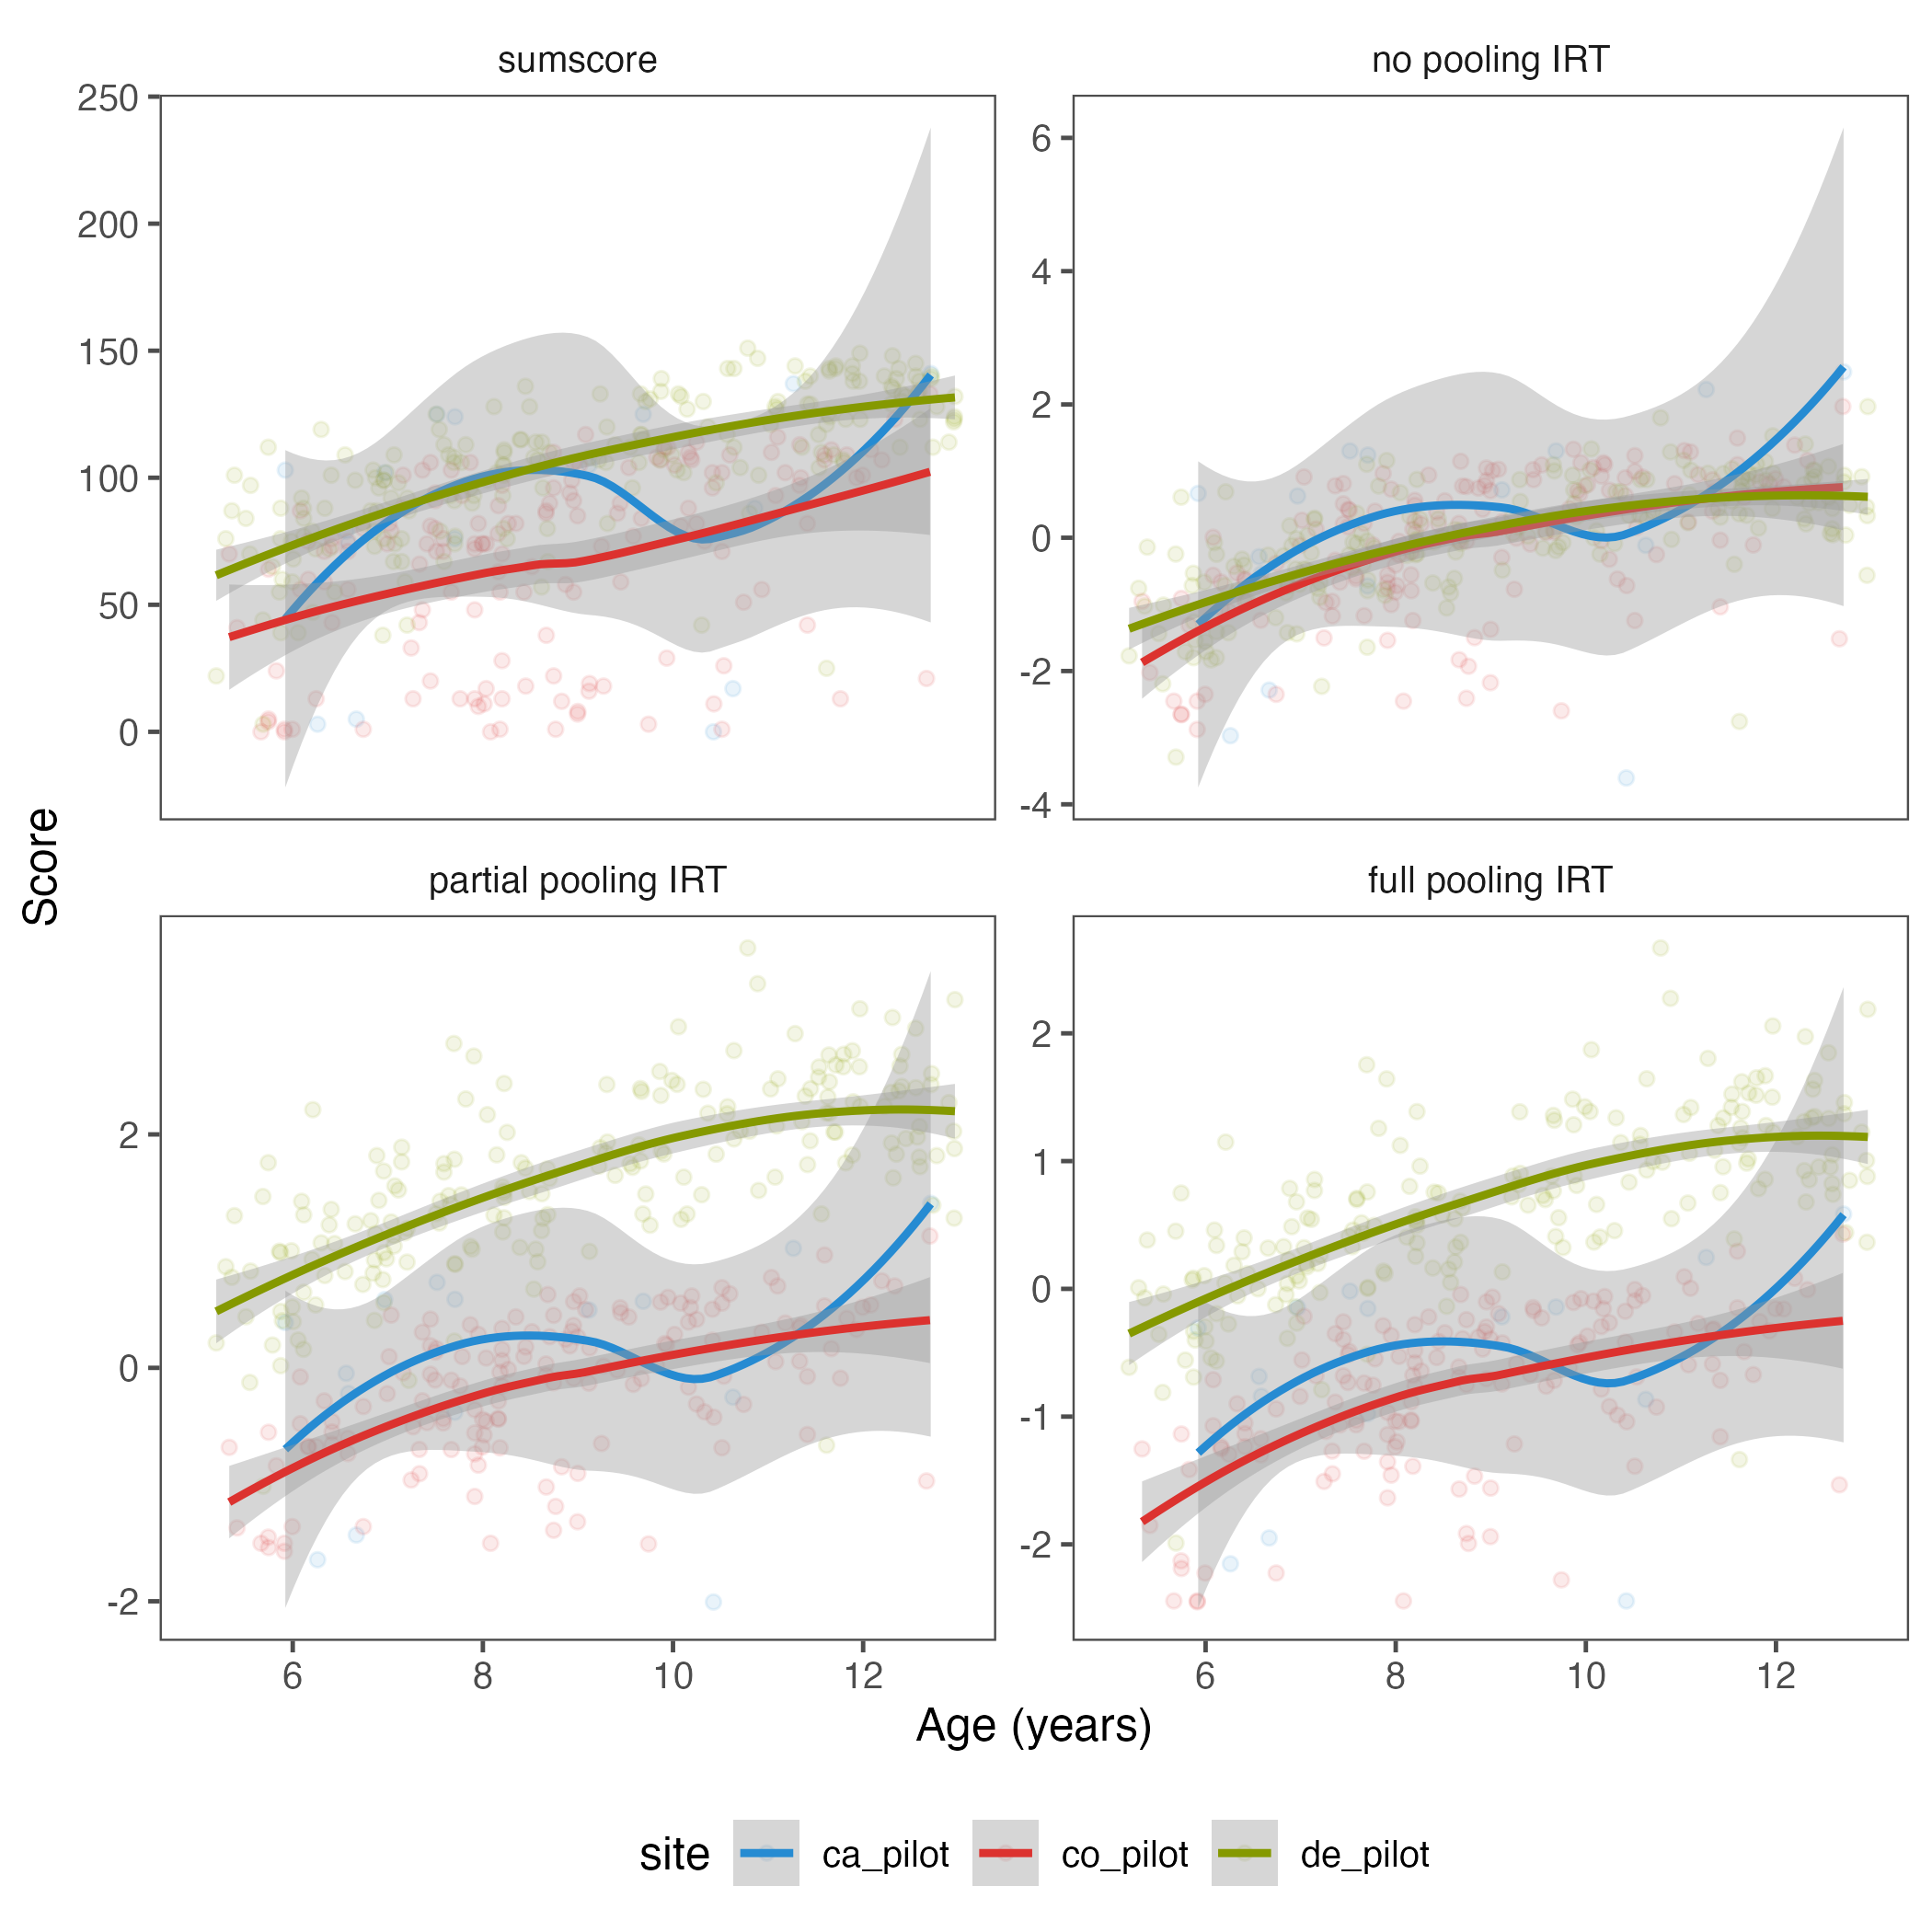 sumscore
no pooling IRT
250
200
150
100
50
0
6
4
2
0
-2
-4
Score
partial pooling IRT
full pooling IRT
2
0
-2
2
1
0
-1
-2
6 8 10 12
6 8 10 12
Age (years)
site ca_pilot co_pilot de_pilot